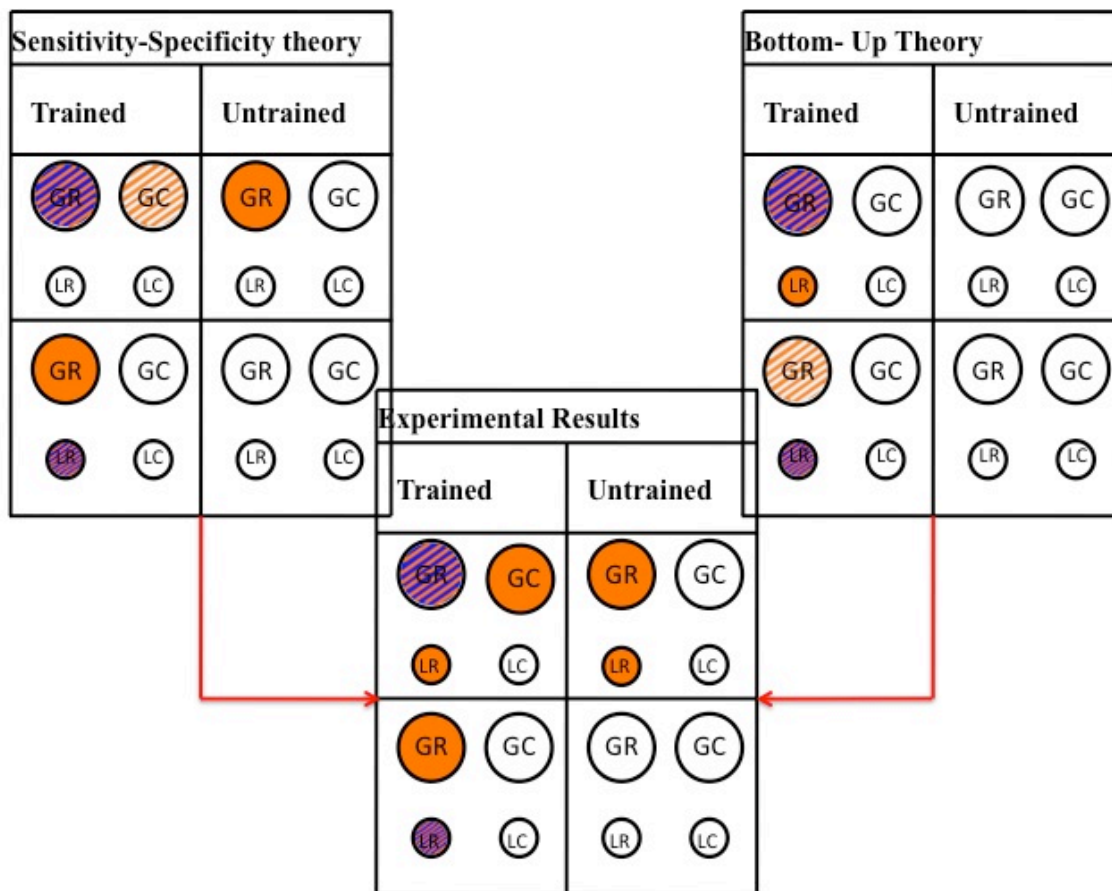 Sensitivity-Specificity theory
Trained Untrained
GR GC GR GC
LR LC LR LC
GR GC GR GC
LR LC LR LC
Bottom- Up Theory
Trained Untrained
GR GC GR GC
LR LC LR LC
GR GC GR GC
LR LC LR LC
Experimental Results
Trained Untrained
GR GC GR GC
LR LC LR LC
GR GC GR GC
LR LC LR LC